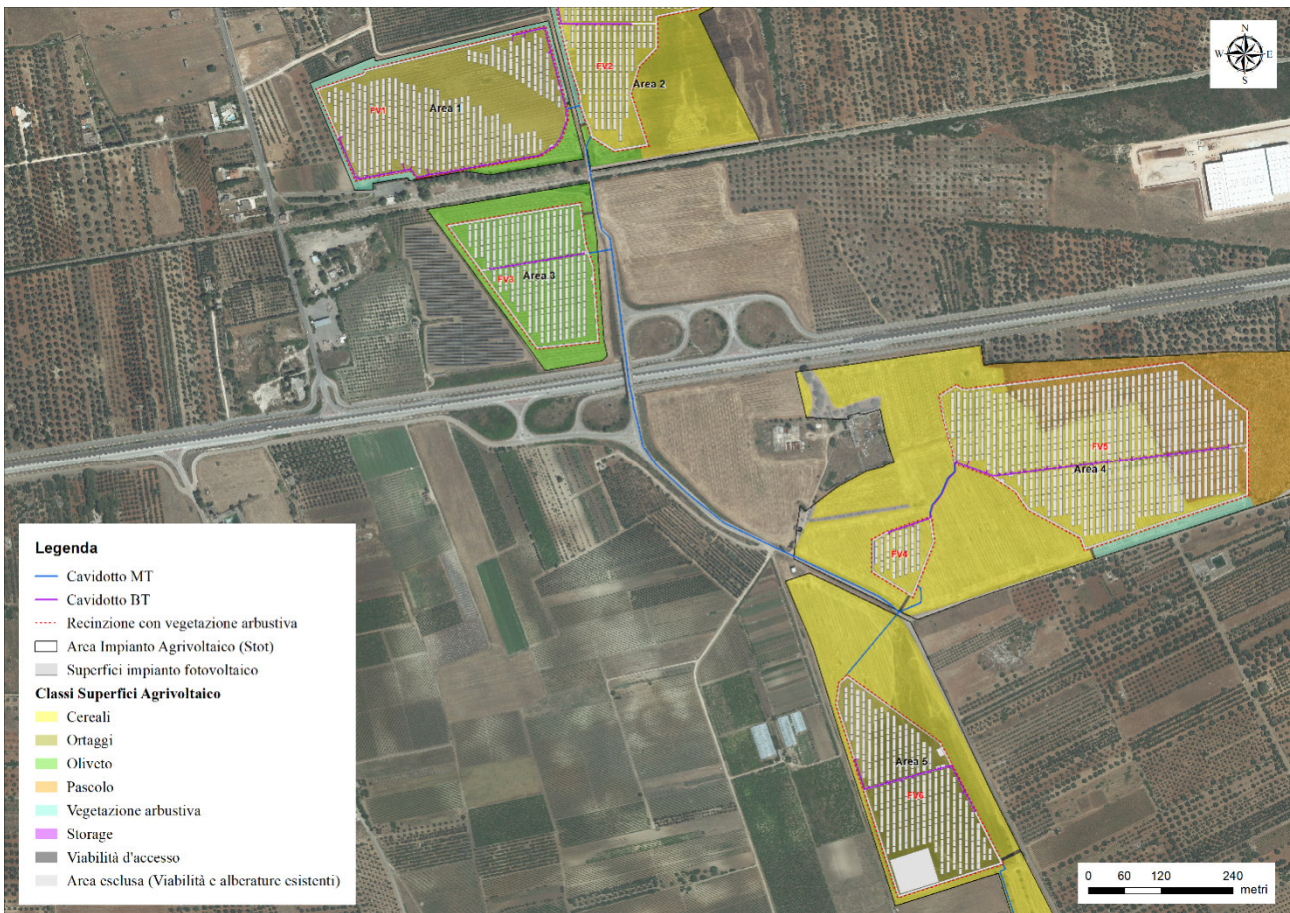 N
W E
S
FV2
Area 2
FV1
Area 1
FV3
Area 3
FV5
Area 4
FV4
Area 5
FV6
Legenda
Cavidotto MT
Cavidotto BT
Recinzione con vegetazione arbustiva
Area Impianto Agrivoltaico (Stot)
Superfici impianto fotovoltaico
Classi Superfici Agrivoltaico
Cereali
Ortaggi
Oliveto
Pascolo
Vegetazione arbustiva
Storage
Viabilità d'accesso
Area esclusa (Viabilità e alberature esistenti)
0 60 120 240
metri